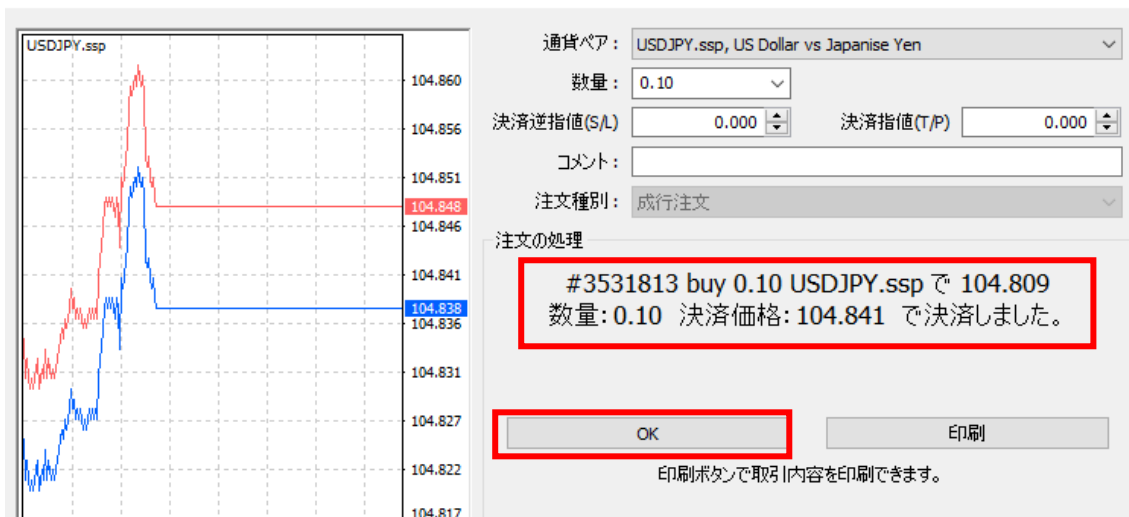 USDJPY.ssp
104.860
104.856
104.851
104.848
104.846
104.841
104.838
104.836
104.831
104.827
104.822
104.817
通貨ペア： USDJPY.ssp, US Dollar vs Japanise Yen
数量： 0.10
決済逆指値(S/L) 0.000 決済指値(T/P) 0.000
コメント：
注文種別： 成行注文
注文の処理
#3531813 buy 0.10 USDJPY.ssp で 104.809
数量: 0.10 決済価格: 104.841 で決済しました。
OK 印刷
印刷ボタンで取引内容を印刷できます。